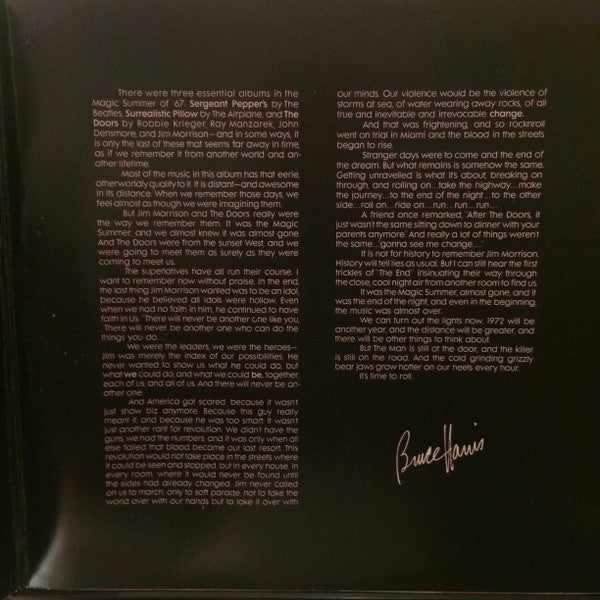 There were three essential albums in the
Magic Summer of '67: Sergeant Pepper's by The
Beatles, Surrealistic Pillow by The Airplane, and The
Doors by Robbie Krieger, Ray Manzarek, John
Densmore, and Jim Morrison—and in some ways, it
is only the last of these that seems far away in time,
as if we remember it from another world and an-
other lifetime.
Most of the music in this album has that eerie,
otherworldly quality to it. It is distant—and awesome
in its distance. When we remember those days, we
feel almost as though we were imagining them.
But Jim Morrison and The Doors really were
the way we remember them. It was the Magic
Summer, and we almost knew it was almost gone.
And The Doors were from the sunset West, and we
were going to meet them as surely as they were
coming to meet us.
The superlatives have all run their course. I
want to remember now without praise. In the end,
the last thing Jim Morrison wanted was to be an idol,
because he believed all idols were hollow. Even
when we had no faith in him, he continued to have
faith in Us. "There will never be another one like you.
There will never be another one who can do the
things you do...."
We were the leaders, we were the heroes—
Jim was merely the index of our possibilities. He
never wanted to show us what he could do, but
what we could do, and what we could be, together,
each of us, and all of us. And there will never be an-
other one.
And America got scared, because it wasn't
just show biz anymore. Because this guy really
meant it, and because he was too smart. It wasn't
just another rant for revolution. We didn't have the
guns, we had the numbers, and it was only when all
else failed that blood became our last resort. This
revolution would not take place in the streets where
it could be seen and stopped, but in every house, in
every room, where it would never be found until
the sides had already changed. Jim never called
on us to march, only to soft parade, not to take the
world over with our hands but to take it over with
our minds. Our violence would be the violence of
storms at sea, of water wearing away rocks, of all
true and inevitable and irrevocable change.
And that was frightening, and so rocknroll
went on trial in Miami and the blood in the streets
began to rise.
Stranger days were to come and the end of
the dream. But what remains is somehow the same.
Getting unravelled is what it's about, breaking on
through, and rolling on...take the highway...make
the journey...to the end of the night...to the other
side...roll on...ride on...run...run...run...
A friend once remarked, "After The Doors, it
just wasn't the same sitting down to dinner with your
parents anymore." And really a lot of things weren't
the same..."gonna see me change...."
It is not for history to remember Jim Morrison.
History will tell lies as usual. But I can still hear the first
trickles of "The End" insinuating their way through
the close, cool night air from another room to find us.
It was the Magic Summer, almost gone, and it
was the end of the night, and even in the beginning,
the music was almost over.
We can turn out the lights now. 1972 will be
another year, and the distance will be greater, and
there will be other things to think about.
But The Man is still at the door, and the killer
is still on the road. And the cold grinding grizzly
bear jaws grow hotter on our heels every hour.
It's time to roll.
Bruce Harris